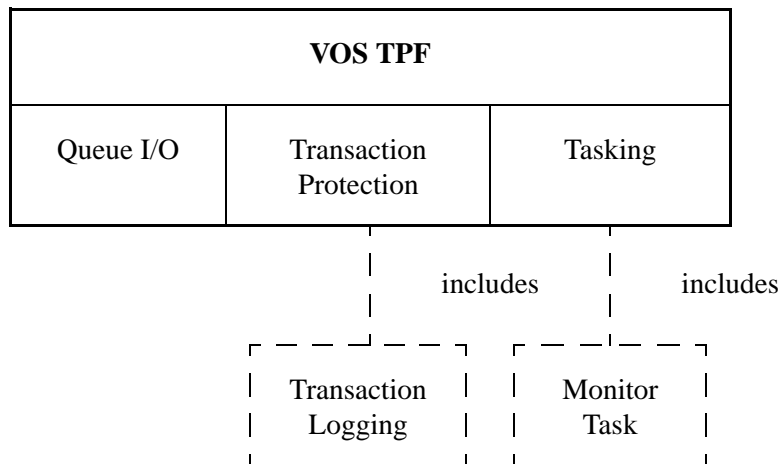 VOS TPF
Queue I/O
Transaction
Protection
Tasking
includes
includes
Transaction
Logging
Monitor
Task